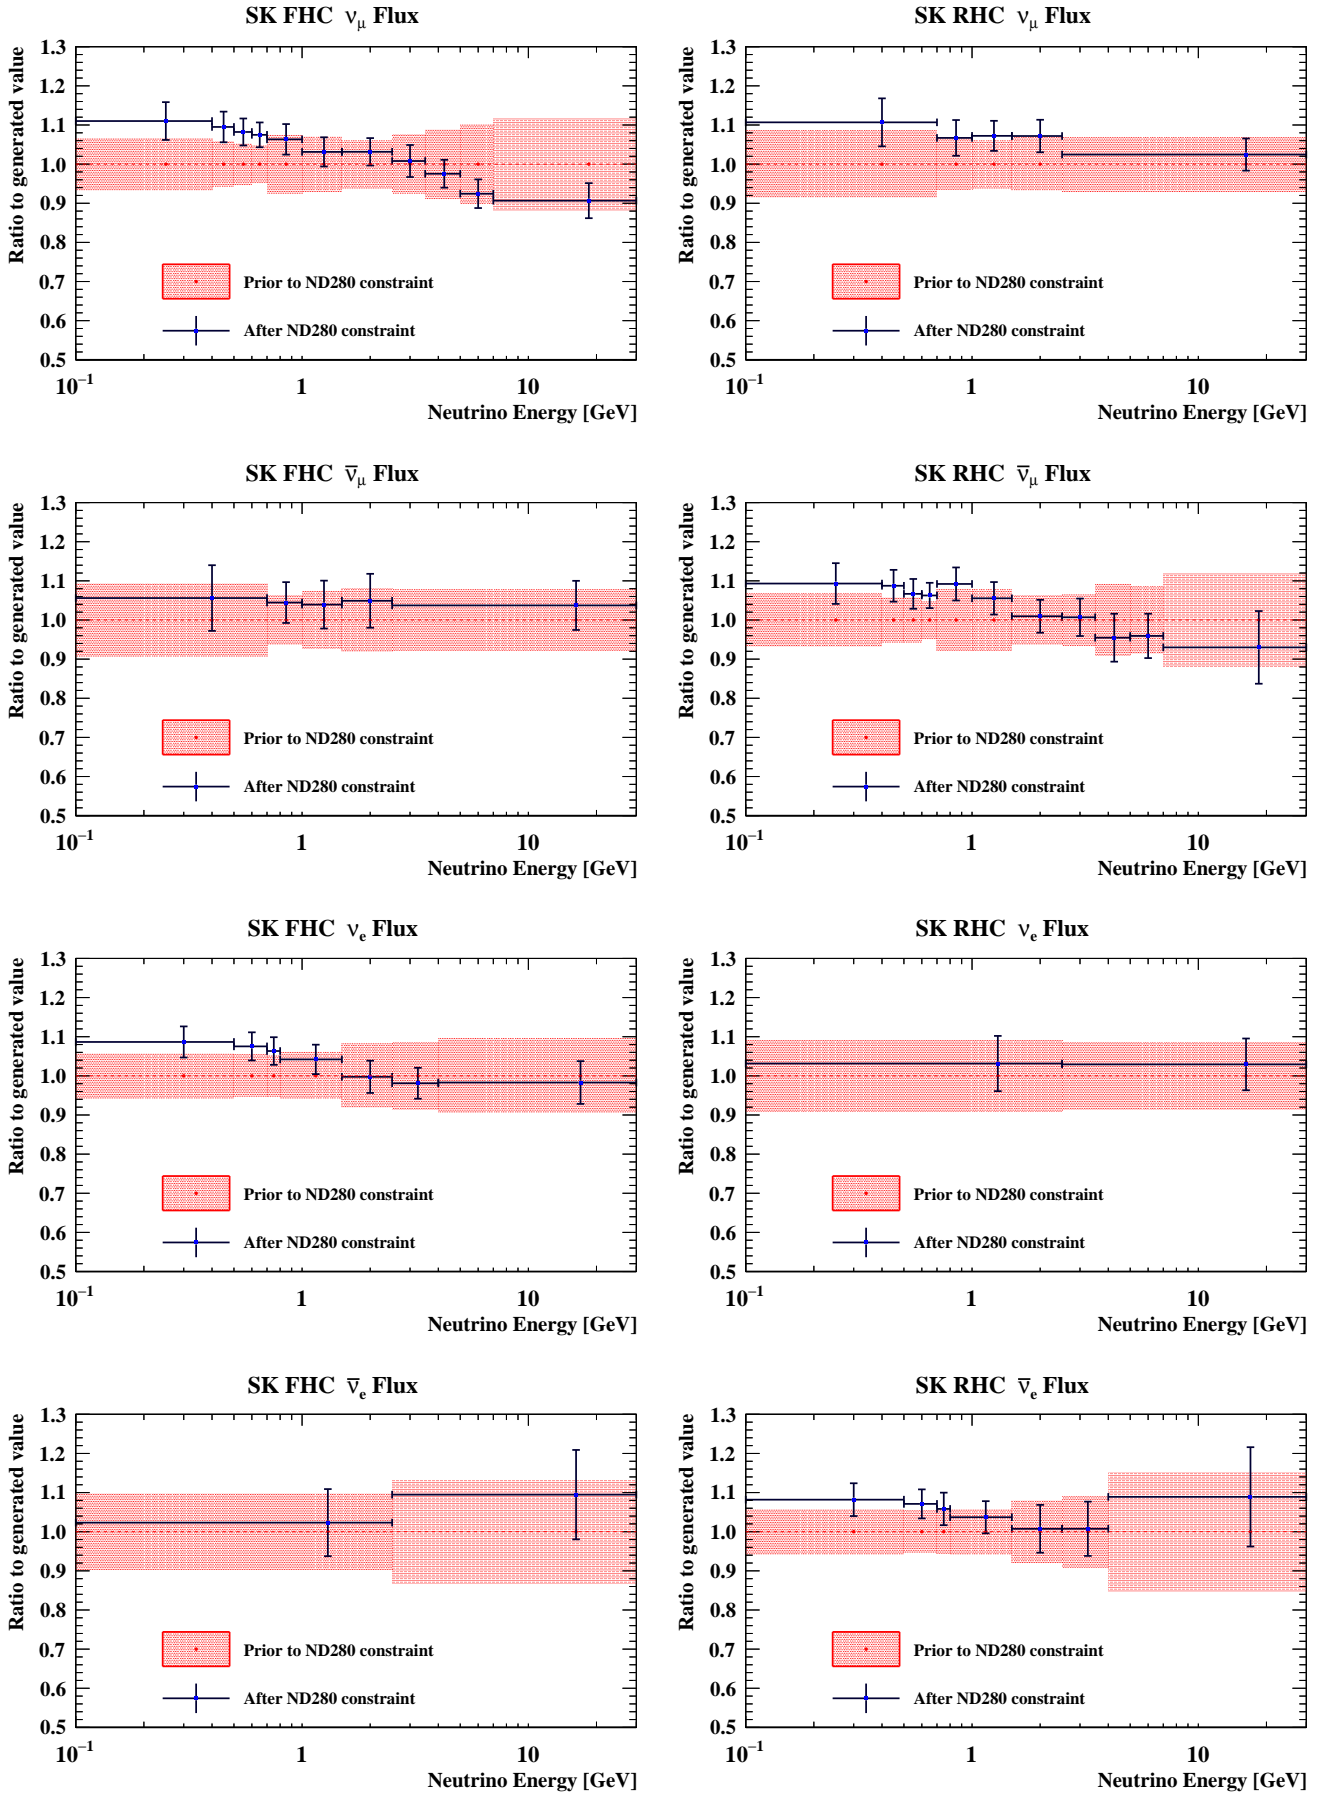 SK FHC ν_μ Flux
Ratio to generated value
1.3
1.2
1.1
1.0
0.9
0.8
0.7
0.6
0.5
Prior to ND280 constraint
After ND280 constraint
10⁻¹ 1 10
Neutrino Energy [GeV]
SK RHC ν_μ Flux
Ratio to generated value
1.3
1.2
1.1
1.0
0.9
0.8
0.7
0.6
0.5
Prior to ND280 constraint
After ND280 constraint
10⁻¹ 1 10
Neutrino Energy [GeV]
SK FHC ν̅_μ Flux
Ratio to generated value
1.3
1.2
1.1
1.0
0.9
0.8
0.7
0.6
0.5
Prior to ND280 constraint
After ND280 constraint
10⁻¹ 1 10
Neutrino Energy [GeV]
SK RHC ν̅_μ Flux
Ratio to generated value
1.3
1.2
1.1
1.0
0.9
0.8
0.7
0.6
0.5
Prior to ND280 constraint
After ND280 constraint
10⁻¹ 1 10
Neutrino Energy [GeV]
SK FHC ν_e Flux
Ratio to generated value
1.3
1.2
1.1
1.0
0.9
0.8
0.7
0.6
0.5
Prior to ND280 constraint
After ND280 constraint
10⁻¹ 1 10
Neutrino Energy [GeV]
SK RHC ν_e Flux
Ratio to generated value
1.3
1.2
1.1
1.0
0.9
0.8
0.7
0.6
0.5
Prior to ND280 constraint
After ND280 constraint
10⁻¹ 1 10
Neutrino Energy [GeV]
SK FHC ν̅_e Flux
Ratio to generated value
1.3
1.2
1.1
1.0
0.9
0.8
0.7
0.6
0.5
Prior to ND280 constraint
After ND280 constraint
10⁻¹ 1 10
Neutrino Energy [GeV]
SK RHC ν̅_e Flux
Ratio to generated value
1.3
1.2
1.1
1.0
0.9
0.8
0.7
0.6
0.5
Prior to ND280 constraint
After ND280 constraint
10⁻¹ 1 10
Neutrino Energy [GeV]